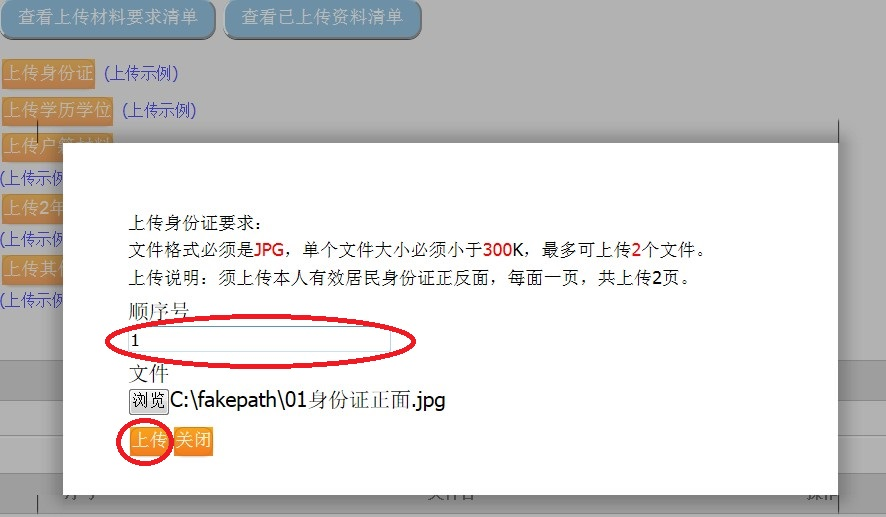 查看上传材料要求清单 查看已上传资料清单
上传身份证 (上传示例)
上传学历学位 (上传示例)
上传户籍材料
(上传示例
上传2年
(上传示例
上传其他
(上传示例
上传身份证要求：
文件格式必须是JPG，单个文件大小必须小于300K，最多可上传2个文件。
上传说明：须上传本人有效居民身份证正反面，每面一页，共上传2页。
顺序号
1
文件
浏览 C:\fakepath\01身份证正面.jpg
上传 关闭